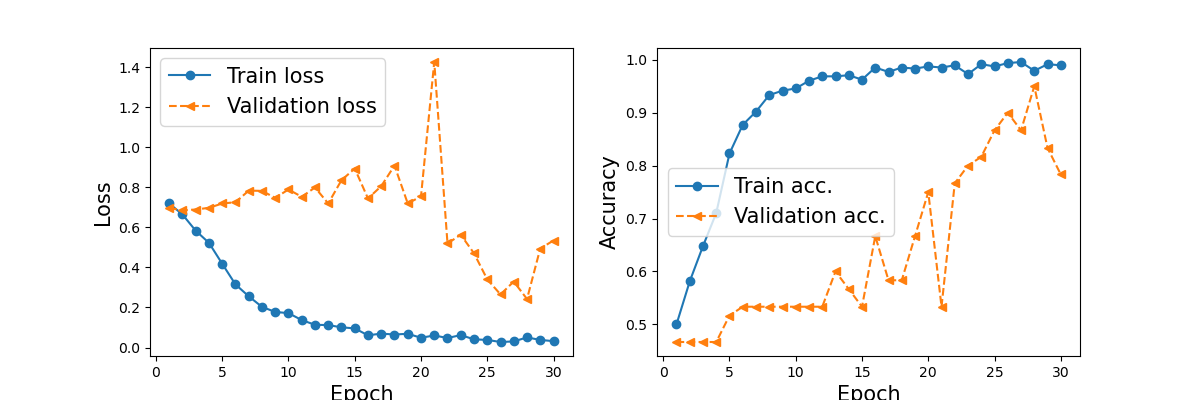 Train loss
Validation loss
Loss
1.4
1.2
1.0
0.8
0.6
0.4
0.2
0.0
0 5 10 15 20 25 30
Epoch
Train acc.
Validation acc.
Accuracy
1.0
0.9
0.8
0.7
0.6
0.5
0 5 10 15 20 25 30
Epoch